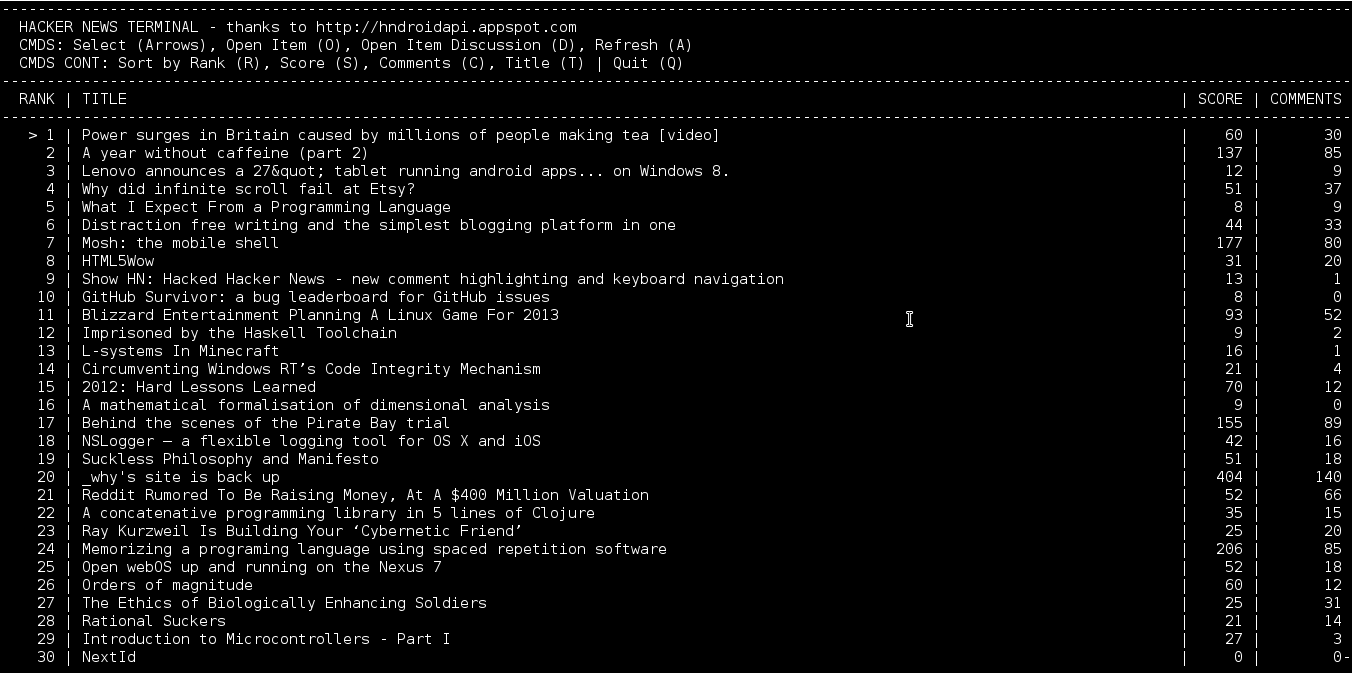 HACKER NEWS TERMINAL - thanks to http://hndroidapi.appspot.com
CMDS: Select (Arrows), Open Item (O), Open Item Discussion (D), Refresh (A)
CMDS CONT: Sort by Rank (R), Score (S), Comments (C), Title (T) | Quit (Q)
RANK | TITLE | SCORE | COMMENTS
> 1 | Power surges in Britain caused by millions of people making tea [video] | 60 | 30
2 | A year without caffeine (part 2) | 137 | 85
3 | Lenovo announces a 27&quot; tablet running android apps... on Windows 8. | 12 | 9
4 | Why did infinite scroll fail at Etsy? | 51 | 37
5 | What I Expect From a Programming Language | 8 | 9
6 | Distraction free writing and the simplest blogging platform in one | 44 | 33
7 | Mosh: the mobile shell | 177 | 80
8 | HTML5Wow | 31 | 20
9 | Show HN: Hacked Hacker News - new comment highlighting and keyboard navigation | 13 | 1
10 | GitHub Survivor: a bug leaderboard for GitHub issues | 8 | 0
11 | Blizzard Entertainment Planning A Linux Game For 2013 | 93 | 52
12 | Imprisoned by the Haskell Toolchain | 9 | 2
13 | L-systems In Minecraft | 16 | 1
14 | Circumventing Windows RT’s Code Integrity Mechanism | 21 | 4
15 | 2012: Hard Lessons Learned | 70 | 12
16 | A mathematical formalisation of dimensional analysis | 9 | 0
17 | Behind the scenes of the Pirate Bay trial | 155 | 89
18 | NSLogger – a flexible logging tool for OS X and iOS | 42 | 16
19 | Suckless Philosophy and Manifesto | 51 | 18
20 | _why's site is back up | 404 | 140
21 | Reddit Rumored To Be Raising Money, At A $400 Million Valuation | 52 | 66
22 | A concatenative programming library in 5 lines of Clojure | 35 | 15
23 | Ray Kurzweil Is Building Your ‘Cybernetic Friend’ | 25 | 20
24 | Memorizing a programing language using spaced repetition software | 206 | 85
25 | Open webOS up and running on the Nexus 7 | 52 | 18
26 | Orders of magnitude | 60 | 12
27 | The Ethics of Biologically Enhancing Soldiers | 25 | 31
28 | Rational Suckers | 21 | 14
29 | Introduction to Microcontrollers - Part I | 27 | 3
30 | NextId | 0 | 0-